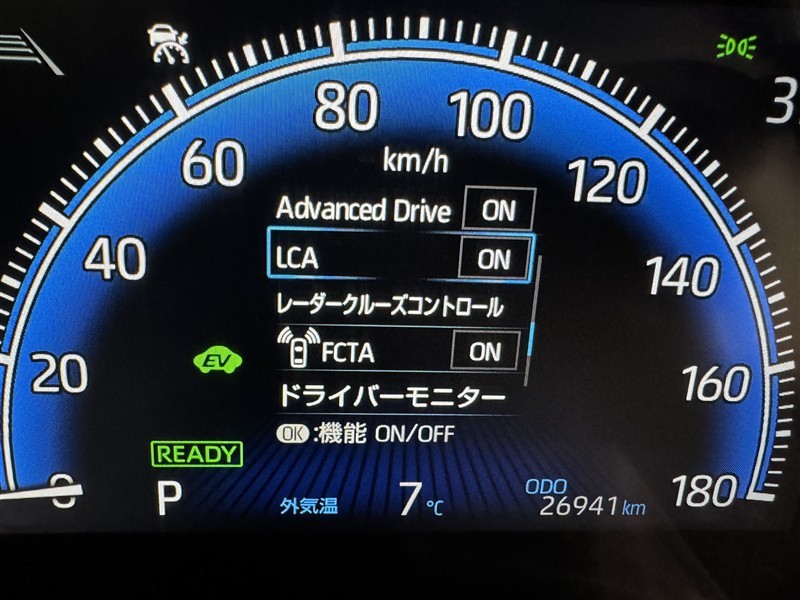 80
100
60
km/h
120
Advanced Drive ON
40
LCA ON
140
レーダークルーズコントロール
FCTA ON
EV
20
160
ドライバーモニター
OK:機能 ON/OFF
READY
0
P
外気温 7℃
ODO
26941km
180